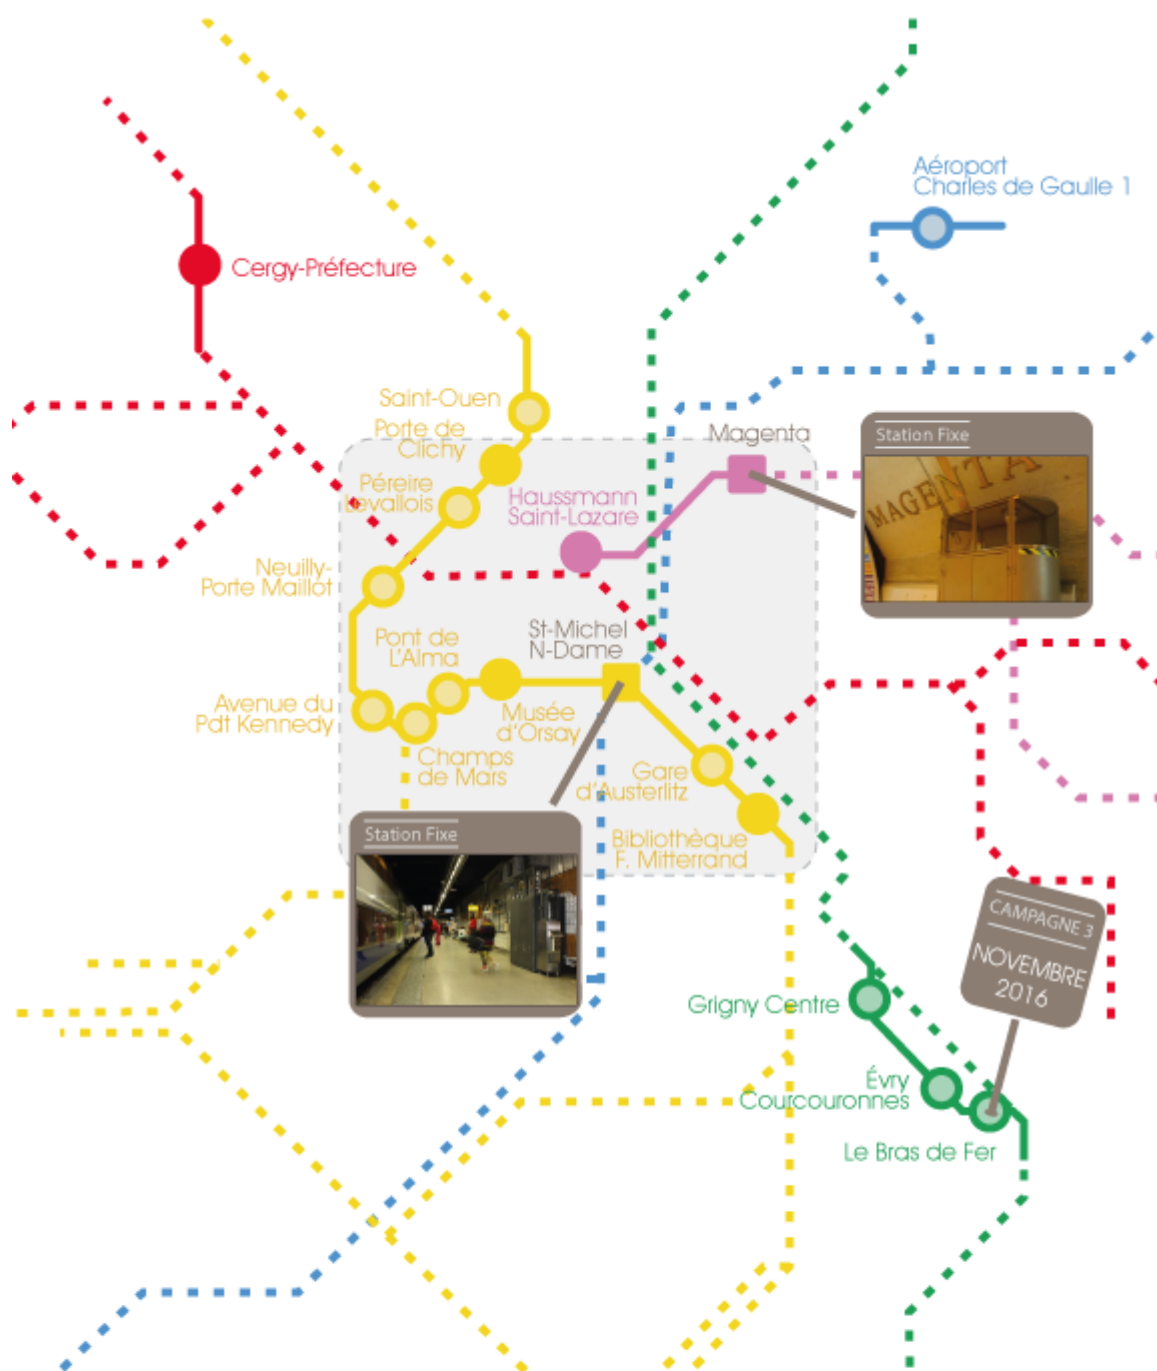 Aéroport
Charles de Gaulle 1
Cergy-Préfecture
Saint-Ouen
Porte de
Clichy
Magenta
Station Fixe
MAGENTA
Péreire
Levallois
Haussmann
Saint-Lazare
Neuilly-
Porte Maillot
St-Michel
N-Dame
Pont de
L'Alma
Avenue du
Pdt Kennedy
Musée
d'Orsay
Champs
de Mars
Gare
d'Austerlitz
Station Fixe
Bibliothèque
F. Mitterrand
CAMPAGNE 3
NOVEMBRE
2016
Grigny Centre
Évry
Courcouronnes
Le Bras de Fer